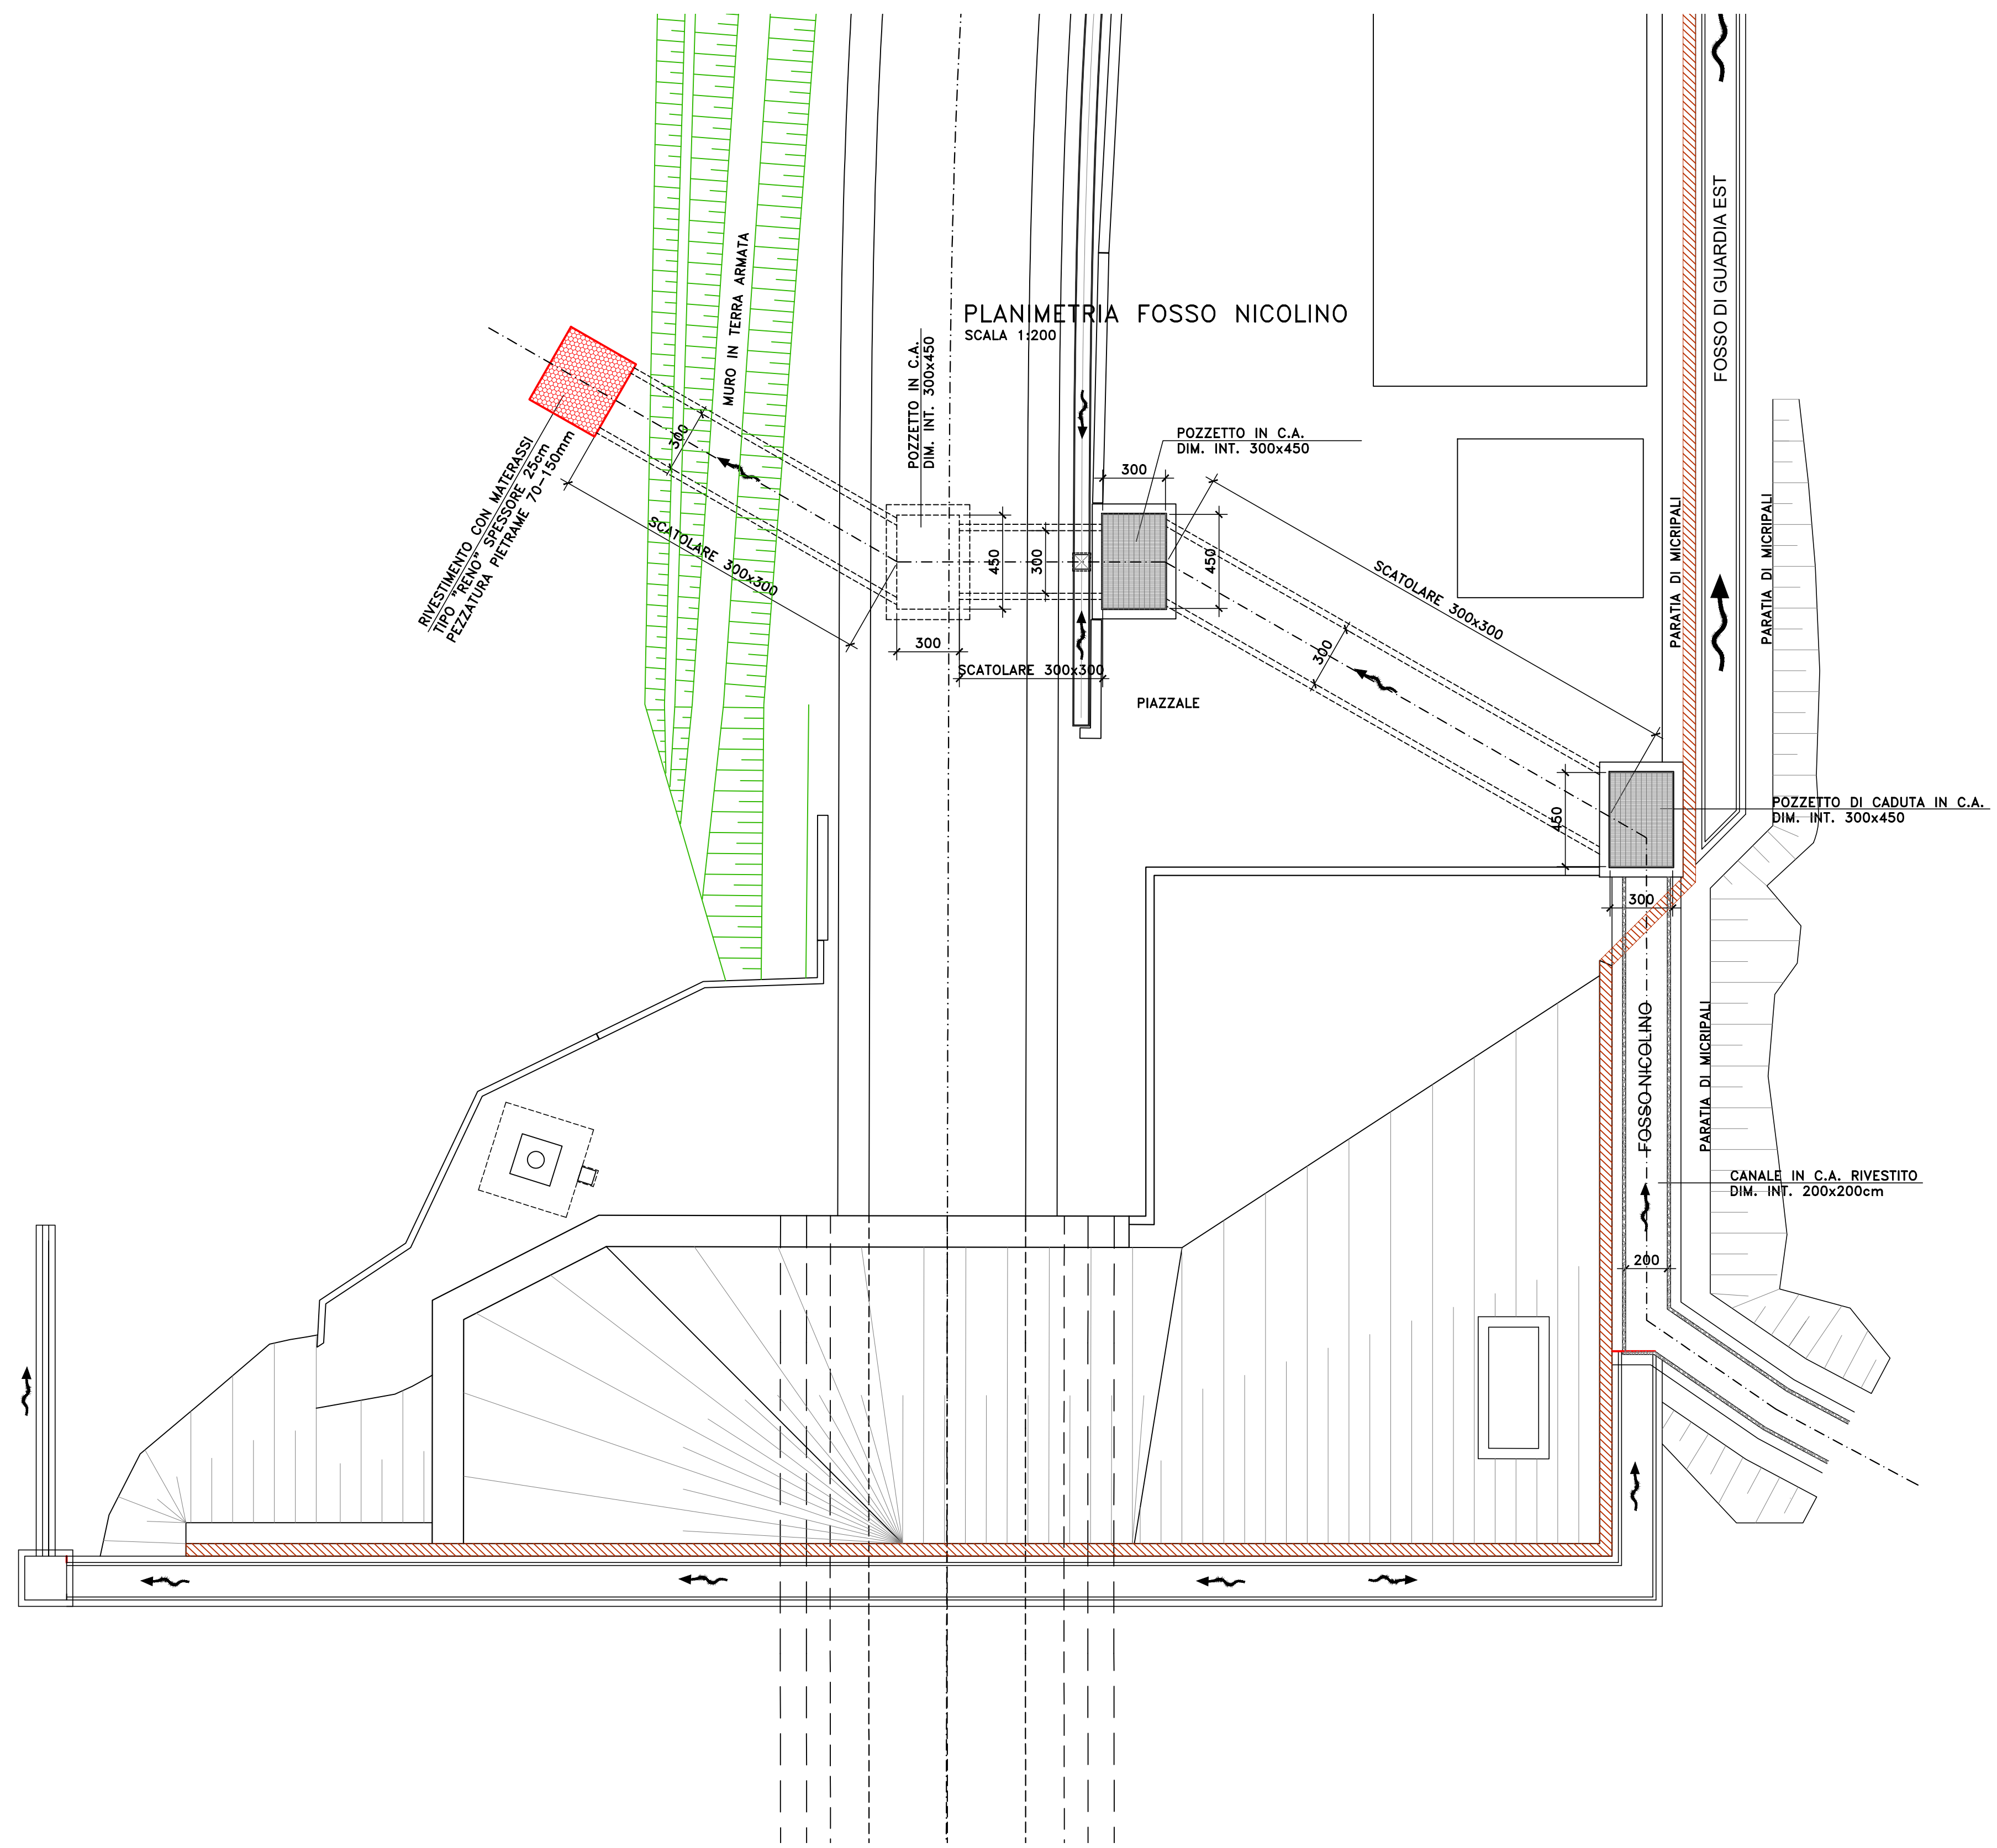 FOSSO DI GUARDIA EST
PLANIMETRIA FOSSO NICOLINO
SCALA 1:200
MURO IN TERRA ARMATA
POZZETTO IN C.A.
DIM. INT. 300x450
POZZETTO IN C.A.
DIM. INT. 300x450
RIVESTIMENTO CON MATERASSI
TIPO "RENO" SPESSORE 25cm
PEZZATURA PIETRAME 70-150mm
300
SCATOLARE 300x300
300
450
300
450
300
SCATOLARE 300x300
SCATOLARE 300x300
300
PIAZZALE
PARATIA DI MICRIPALI
PARATIA DI MICRIPALI
POZZETTO DI CADUTA IN C.A.
DIM. INT. 300x450
450
300
FOSSO NICOLINO
PARATIA DI MICRIPALI
CANALE IN C.A. RIVESTITO
DIM. INT. 200x200cm
200